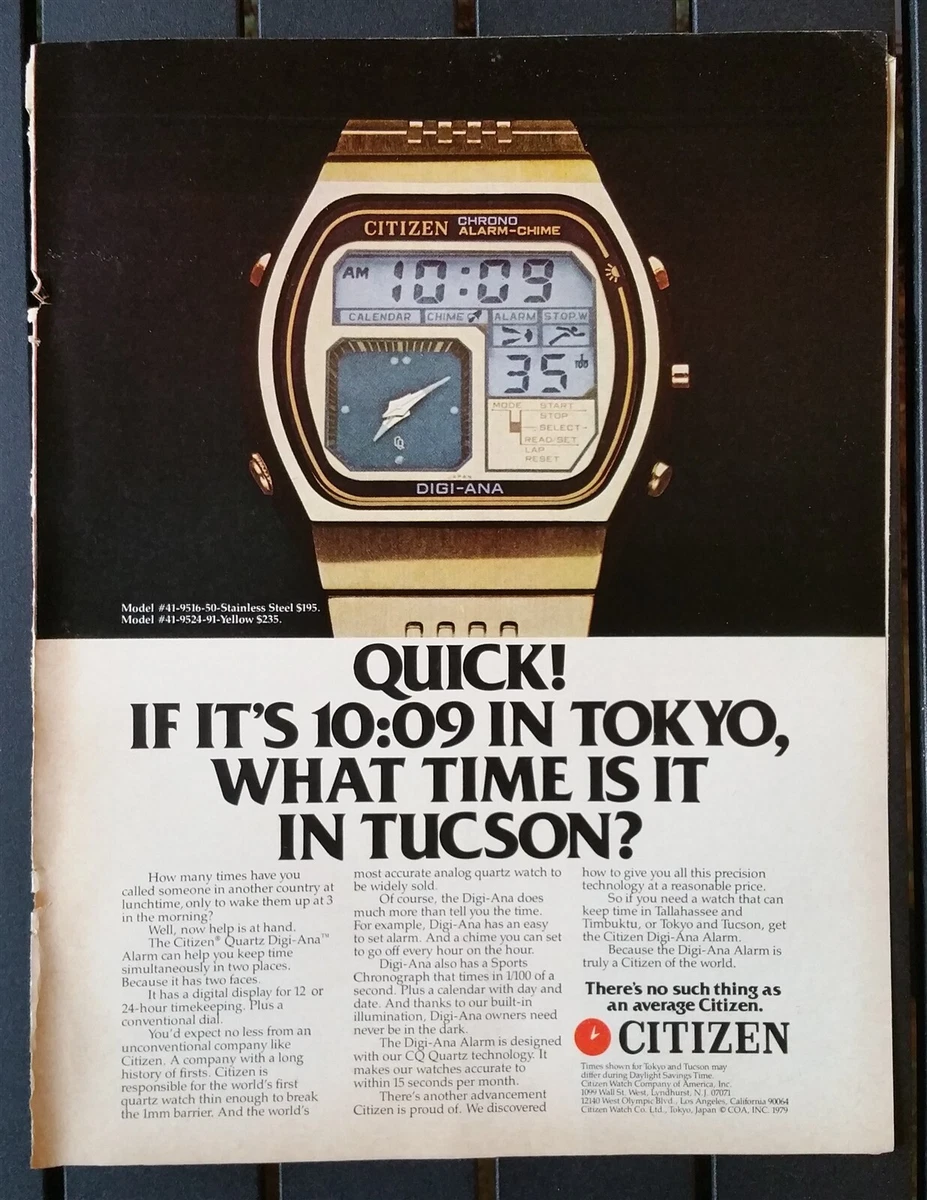 CITIZEN CHRONO
ALARM-CHIME
AM 10:09
CALENDAR CHIME ALARM STOP.W
35 1/100
MODE START
STOP
SELECT
READ/SET
LAP
RESET
CQ
DIGI-ANA
Model #41-9516-50-Stainless Steel $195.
Model #41-9524-91-Yellow $235.
QUICK!
IF IT'S 10:09 IN TOKYO,
WHAT TIME IS IT
IN TUCSON?
How many times have you
called someone in another country at
lunchtime, only to wake them up at 3
in the morning?
Well, now help is at hand.
The Citizen® Quartz Digi-Ana™
Alarm can help you keep time
simultaneously in two places.
Because it has two faces.
It has a digital display for 12 or
24-hour timekeeping. Plus a
conventional dial.
You'd expect no less from an
unconventional company like
Citizen. A company with a long
history of firsts. Citizen is
responsible for the world's first
quartz watch thin enough to break
the 1mm barrier. And the world's
most accurate analog quartz watch to
be widely sold.
Of course, the Digi-Ana does
much more than tell you the time.
For example, Digi-Ana has an easy
to set alarm. And a chime you can set
to go off every hour on the hour.
Digi-Ana also has a Sports
Chronograph that times in 1/100 of a
second. Plus a calendar with day and
date. And thanks to our built-in
illumination, Digi-Ana owners need
never be in the dark.
The Digi-Ana Alarm is designed
with our CQ Quartz technology. It
makes our watches accurate to
within 15 seconds per month.
There's another advancement
Citizen is proud of. We discovered
how to give you all this precision
technology at a reasonable price.
So if you need a watch that can
keep time in Tallahassee and
Timbuktu, or Tokyo and Tucson, get
the Citizen Digi-Ana Alarm.
Because the Digi-Ana Alarm is
truly a Citizen of the world.
There's no such thing as
an average Citizen.
CITIZEN
Times shown for Tokyo and Tucson may
differ during Daylight Savings Time.
Citizen Watch Company of America, Inc.
1099 Wall St. West, Lyndhurst, N.J. 07071
12140 West Olympic Blvd., Los Angeles, California 90064
Citizen Watch Co. Ltd., Tokyo, Japan © COA, INC. 1979